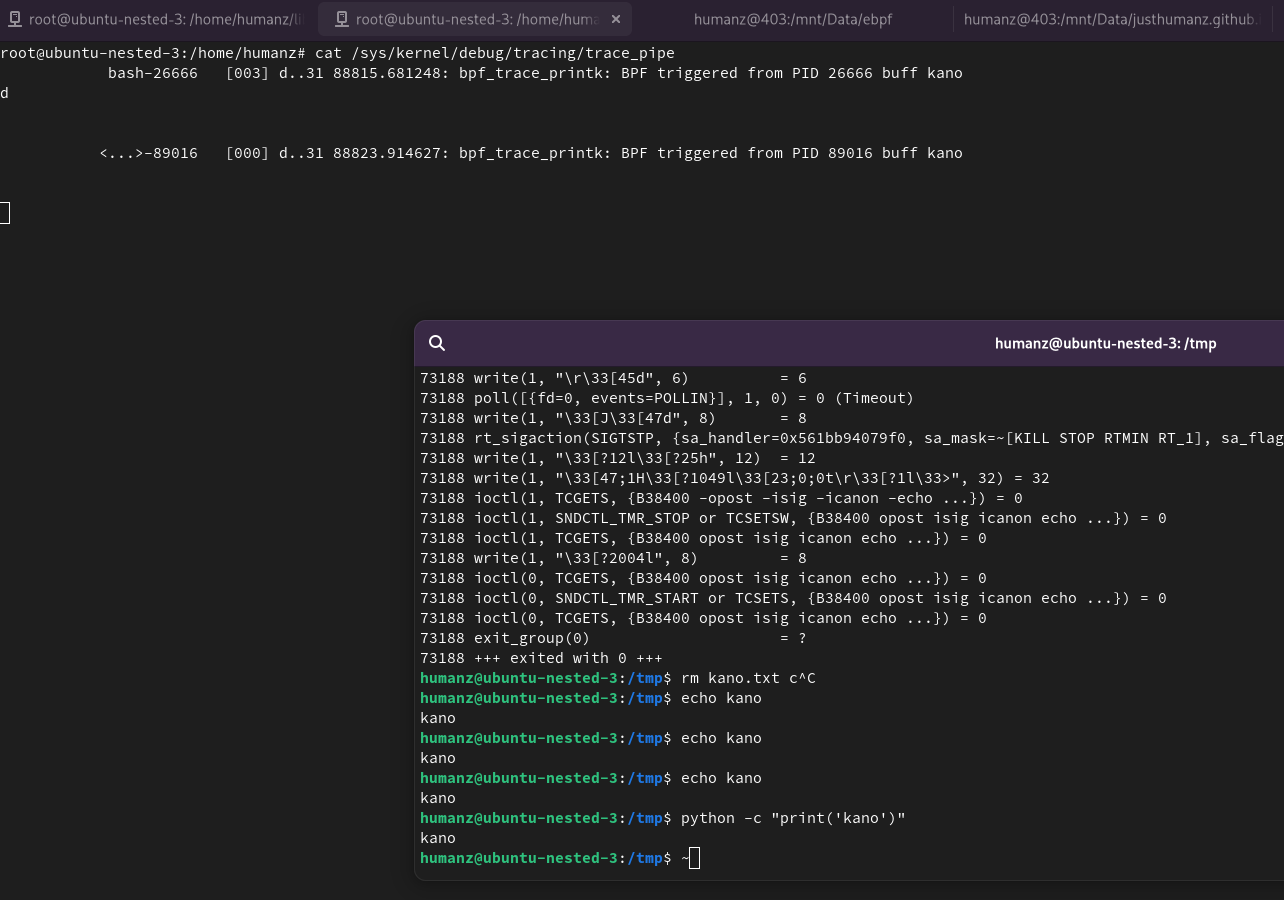 root@ubuntu-nested-3: /home/humanz/li root@ubuntu-nested-3: /home/huma × humanz@403:/mnt/Data/ebpf humanz@403:/mnt/Data/justhumanz.github.
root@ubuntu-nested-3:/home/humanz# cat /sys/kernel/debug/tracing/trace_pipe
bash-26666 [003] d..31 88815.681248: bpf_trace_printk: BPF triggered from PID 26666 buff kano
d
<...>-89016 [000] d..31 88823.914627: bpf_trace_printk: BPF triggered from PID 89016 buff kano
humanz@ubuntu-nested-3: /tmp
73188 write(1, "\r\33[45d", 6) = 6
73188 poll([{fd=0, events=POLLIN}], 1, 0) = 0 (Timeout)
73188 write(1, "\33[J\33[47d", 8) = 8
73188 rt_sigaction(SIGTSTP, {sa_handler=0x561bb94079f0, sa_mask=~[KILL STOP RTMIN RT_1], sa_flag
73188 write(1, "\33[?12l\33[?25h", 12) = 12
73188 write(1, "\33[47;1H\33[?1049l\33[23;0;0t\r\33[?1l\33>", 32) = 32
73188 ioctl(1, TCGETS, {B38400 -opost -isig -icanon -echo ...}) = 0
73188 ioctl(1, SNDCTL_TMR_STOP or TCSETSW, {B38400 opost isig icanon echo ...}) = 0
73188 ioctl(1, TCGETS, {B38400 opost isig icanon echo ...}) = 0
73188 write(1, "\33[?2004l", 8) = 8
73188 ioctl(0, TCGETS, {B38400 opost isig icanon echo ...}) = 0
73188 ioctl(0, SNDCTL_TMR_START or TCSETS, {B38400 opost isig icanon echo ...}) = 0
73188 ioctl(0, TCGETS, {B38400 opost isig icanon echo ...}) = 0
73188 exit_group(0) = ?
73188 +++ exited with 0 +++
humanz@ubuntu-nested-3:/tmp$ rm kano.txt c^C
humanz@ubuntu-nested-3:/tmp$ echo kano
kano
humanz@ubuntu-nested-3:/tmp$ echo kano
kano
humanz@ubuntu-nested-3:/tmp$ echo kano
kano
humanz@ubuntu-nested-3:/tmp$ python -c "print('kano')"
kano
humanz@ubuntu-nested-3:/tmp$ ~